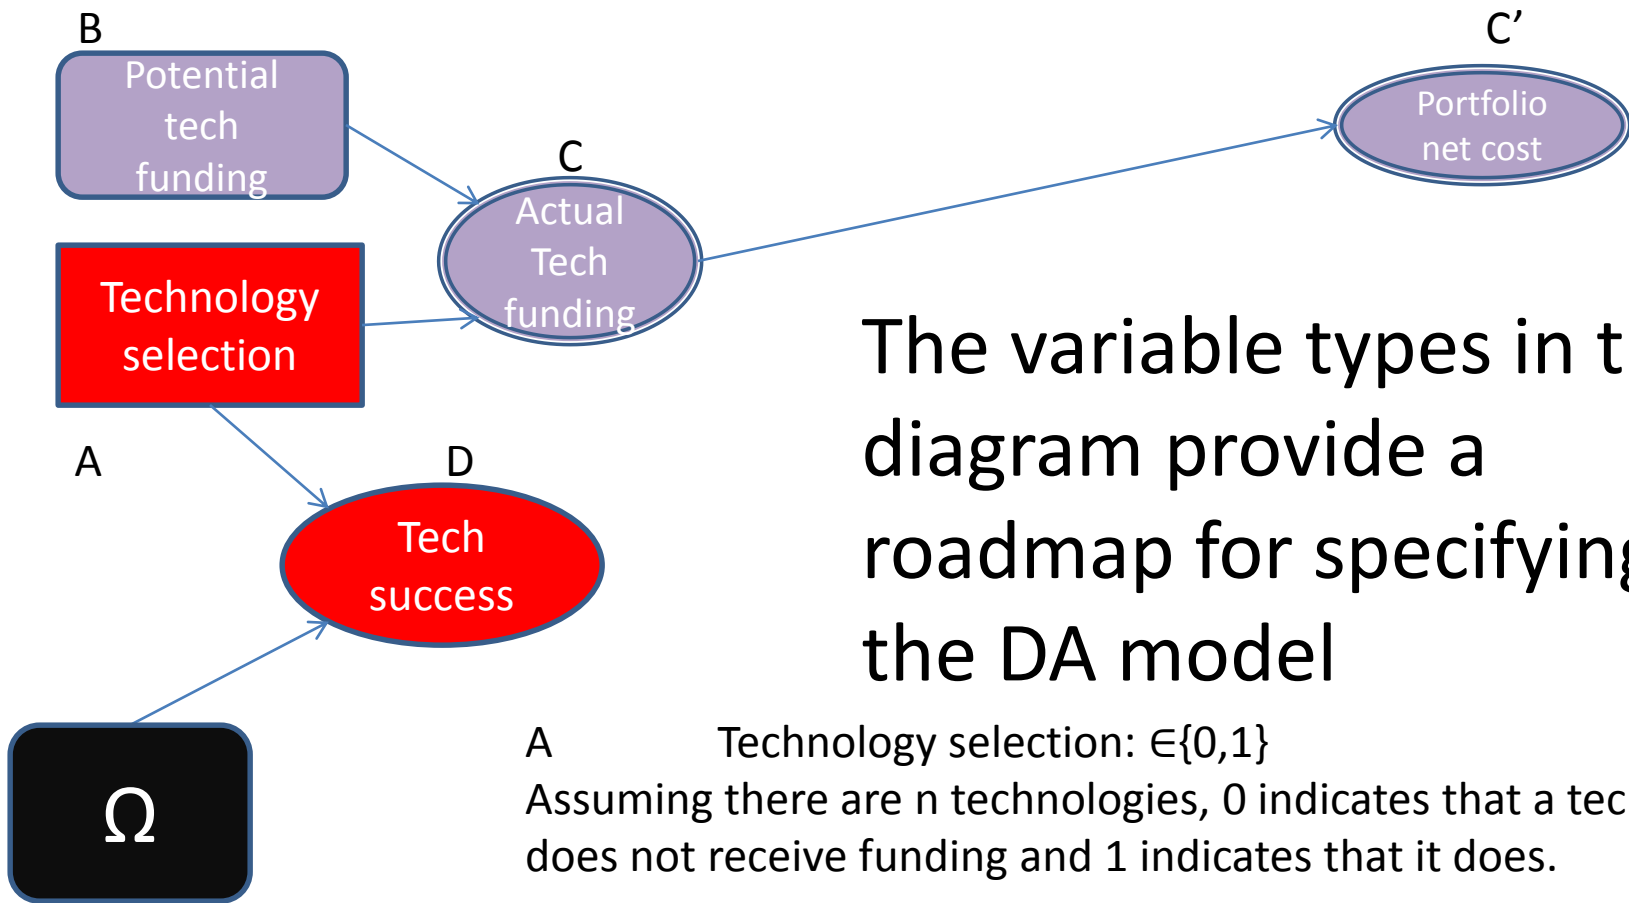 B
Potential
tech
funding
C
Actual
Tech
funding
C’
Portfolio
net cost
Technology
selection
A
D
Tech
success
Ω
The variable types in t
diagram provide a
roadmap for specifying
the DA model
A Technology selection: ∈{0,1}
Assuming there are n technologies, 0 indicates that a tec
does not receive funding and 1 indicates that it does.